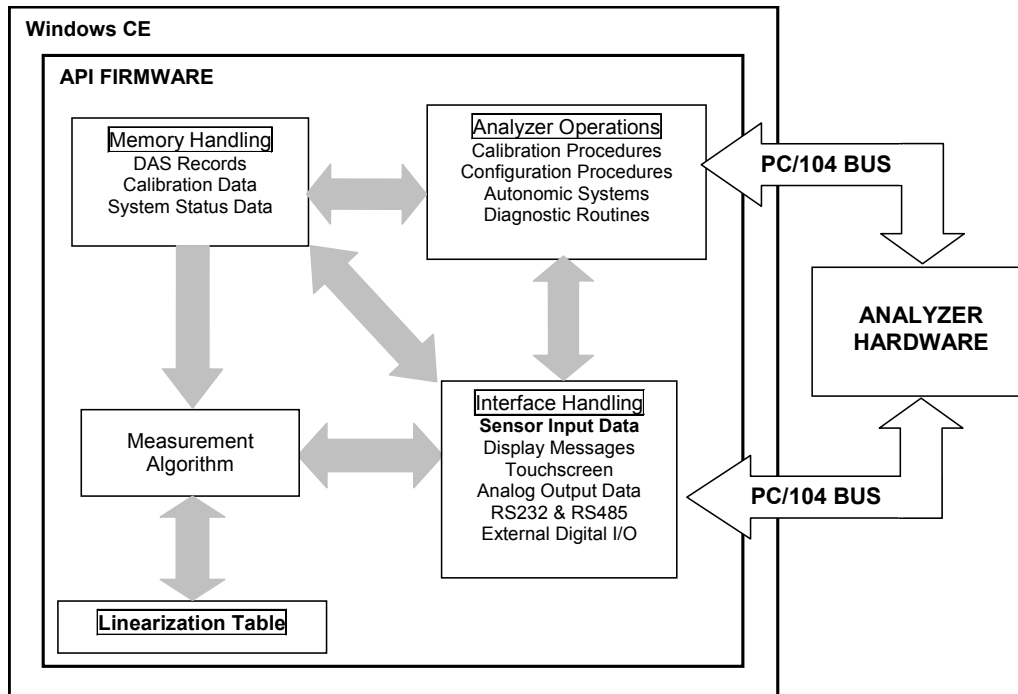 Windows CE
API FIRMWARE
Memory Handling
DAS Records
Calibration Data
System Status Data
Analyzer Operations
Calibration Procedures
Configuration Procedures
Autonomic Systems
Diagnostic Routines
PC/104 BUS
ANALYZER
HARDWARE
Measurement
Algorithm
Interface Handling
Sensor Input Data
Display Messages
Touchscreen
Analog Output Data
RS232 & RS485
External Digital I/O
PC/104 BUS
Linearization Table